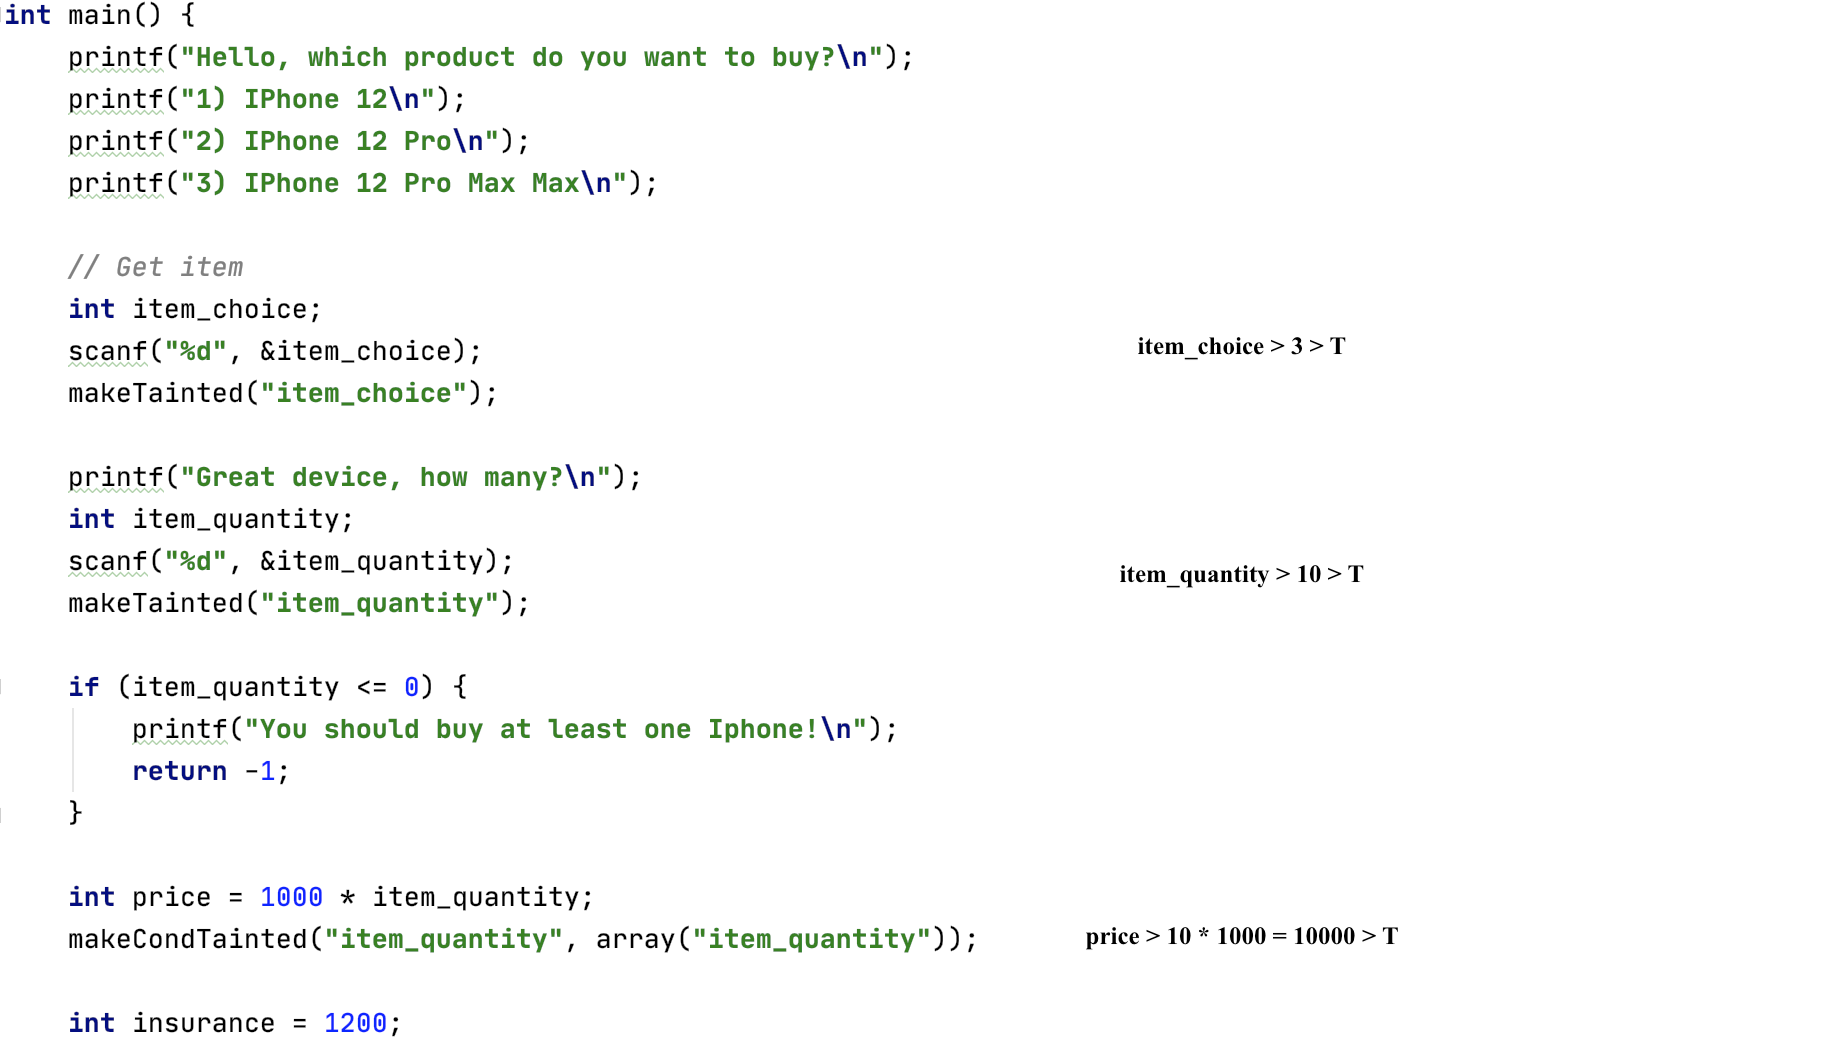 int main() {
printf("Hello, which product do you want to buy?\n");
printf("1) IPhone 12\n");
printf("2) IPhone 12 Pro\n");
printf("3) IPhone 12 Pro Max Max\n");
// Get item
int item_choice;
scanf("%d", &item_choice);
item_choice > 3 > T
makeTainted("item_choice");
printf("Great device, how many?\n");
int item_quantity;
scanf("%d", &item_quantity);
item_quantity > 10 > T
makeTainted("item_quantity");
if (item_quantity <= 0) {
printf("You should buy at least one Iphone!\n");
return -1;
}
int price = 1000 * item_quantity;
makeCondTainted("item_quantity", array("item_quantity"));
price > 10 * 1000 = 10000 > T
int insurance = 1200;